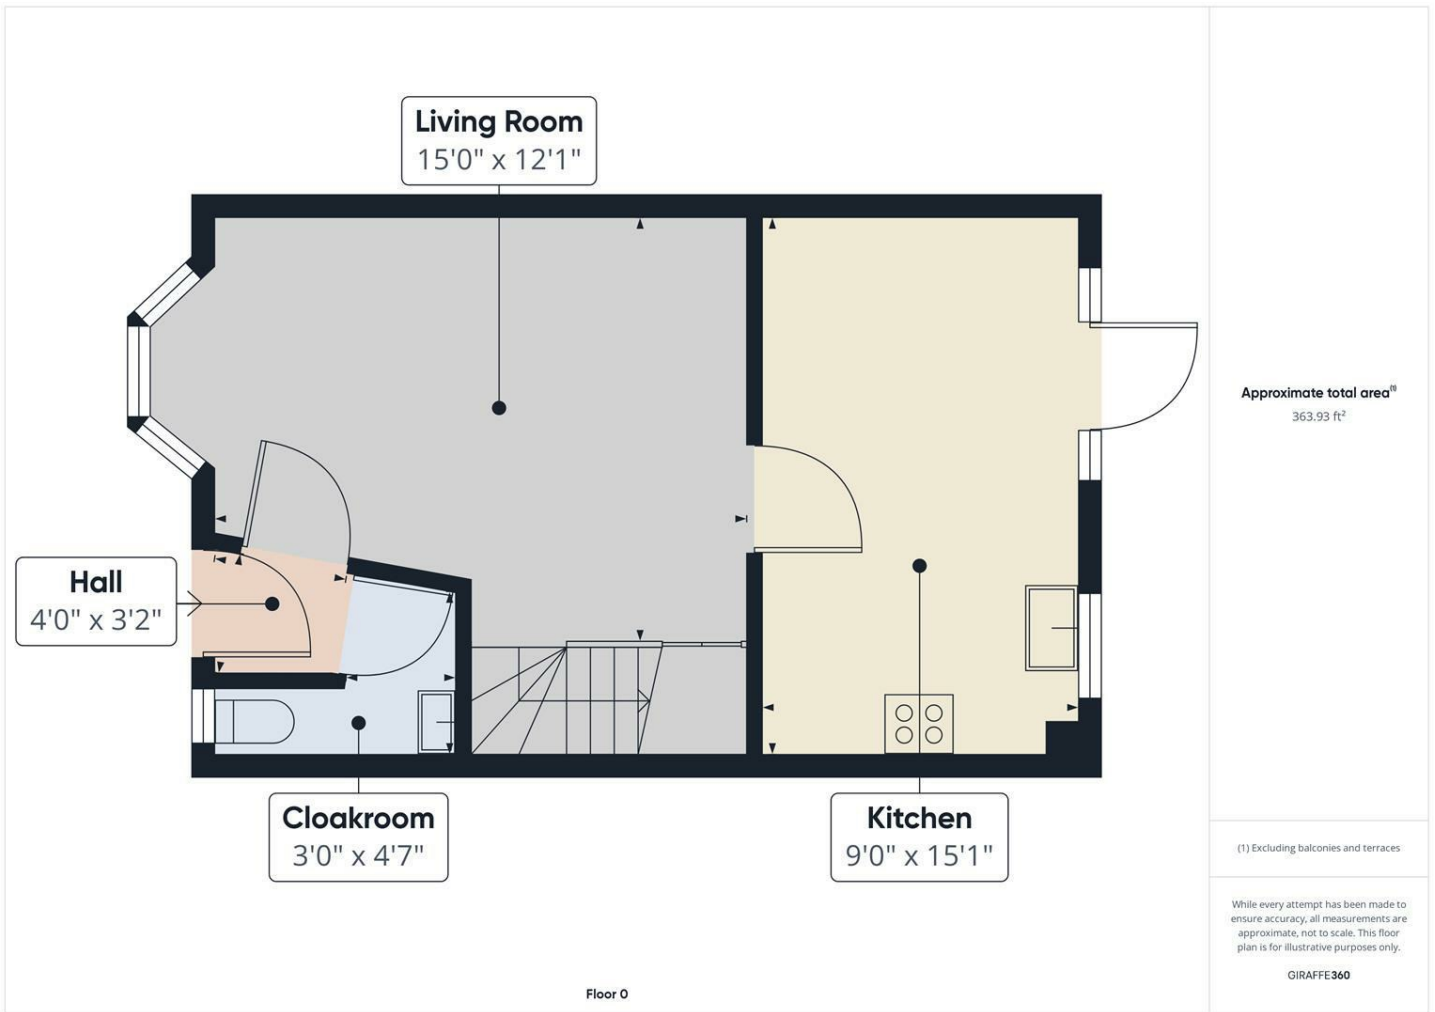 Living Room
15'0" x 12'1"
Hall
4'0" x 3'2"
Cloakroom
3'0" x 4'7"
Kitchen
9'0" x 15'1"
Floor 0
Approximate total area(1)
363.93 ft²
(1) Excluding balconies and terraces
While every attempt has been made to
ensure accuracy, all measurements are
approximate, not to scale. This floor
plan is for illustrative purposes only.
GIRAFFE360